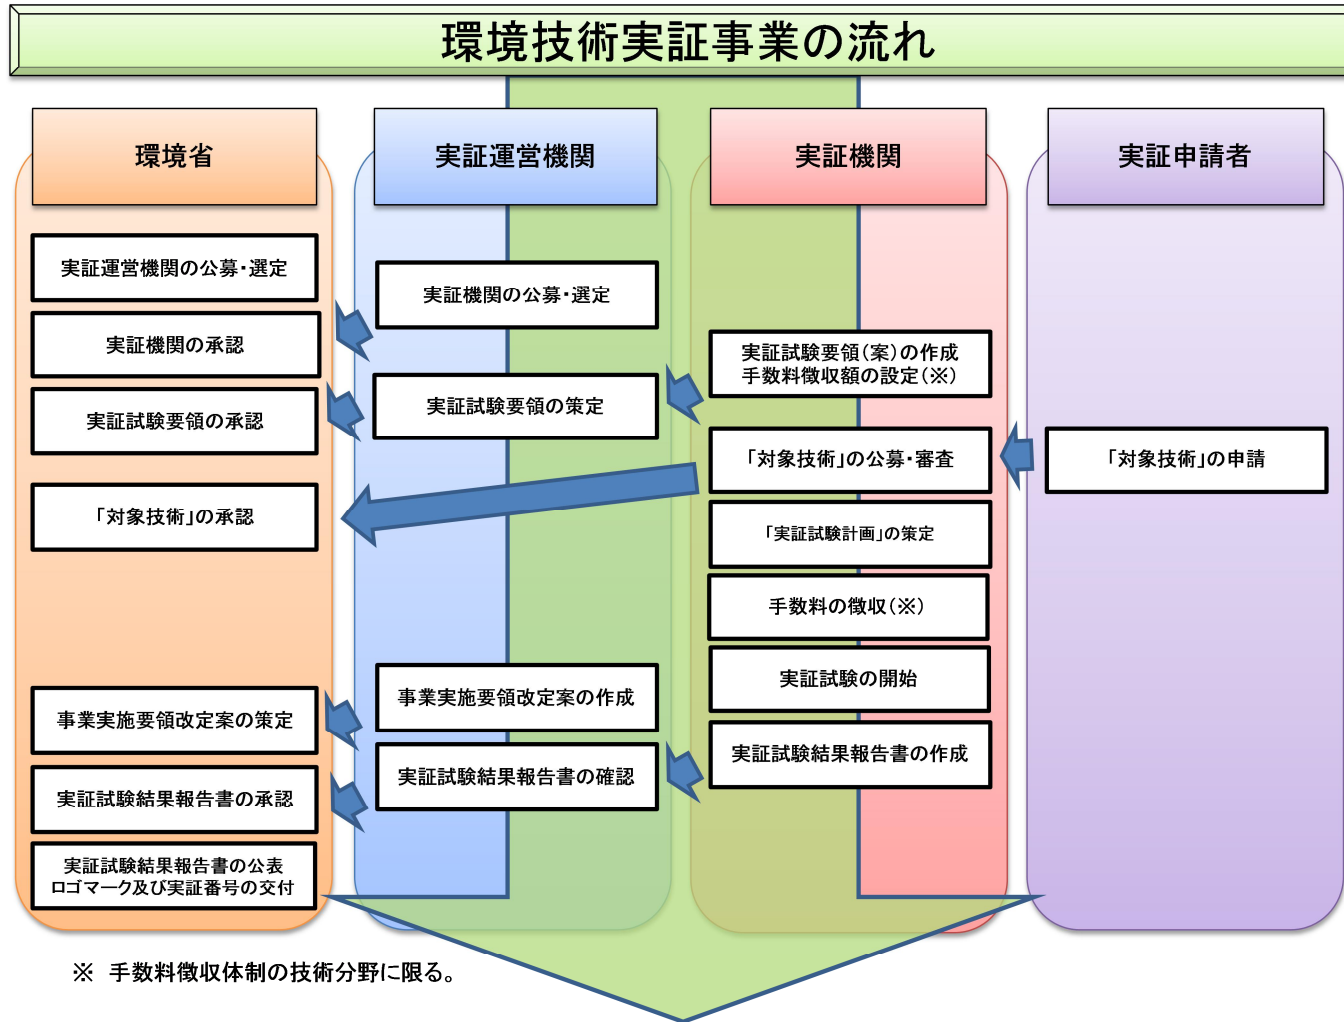 環境技術実証事業の流れ
環境省
実証運営機関の公募・選定
実証機関の承認
実証試験要領の承認
「対象技術」の承認
事業実施要領改定案の策定
実証試験結果報告書の承認
実証試験結果報告書の公表
ロゴマーク及び実証番号の交付
実証運営機関
実証機関の公募・選定
実証試験要領の策定
事業実施要領改定案の作成
実証試験結果報告書の確認
実証機関
実証試験要領(案)の作成
手数料徴収額の設定(※)
「対象技術」の公募・審査
「実証試験計画」の策定
手数料の徴収(※)
実証試験の開始
実証試験結果報告書の作成
実証申請者
「対象技術」の申請
※ 手数料徴収体制の技術分野に限る。